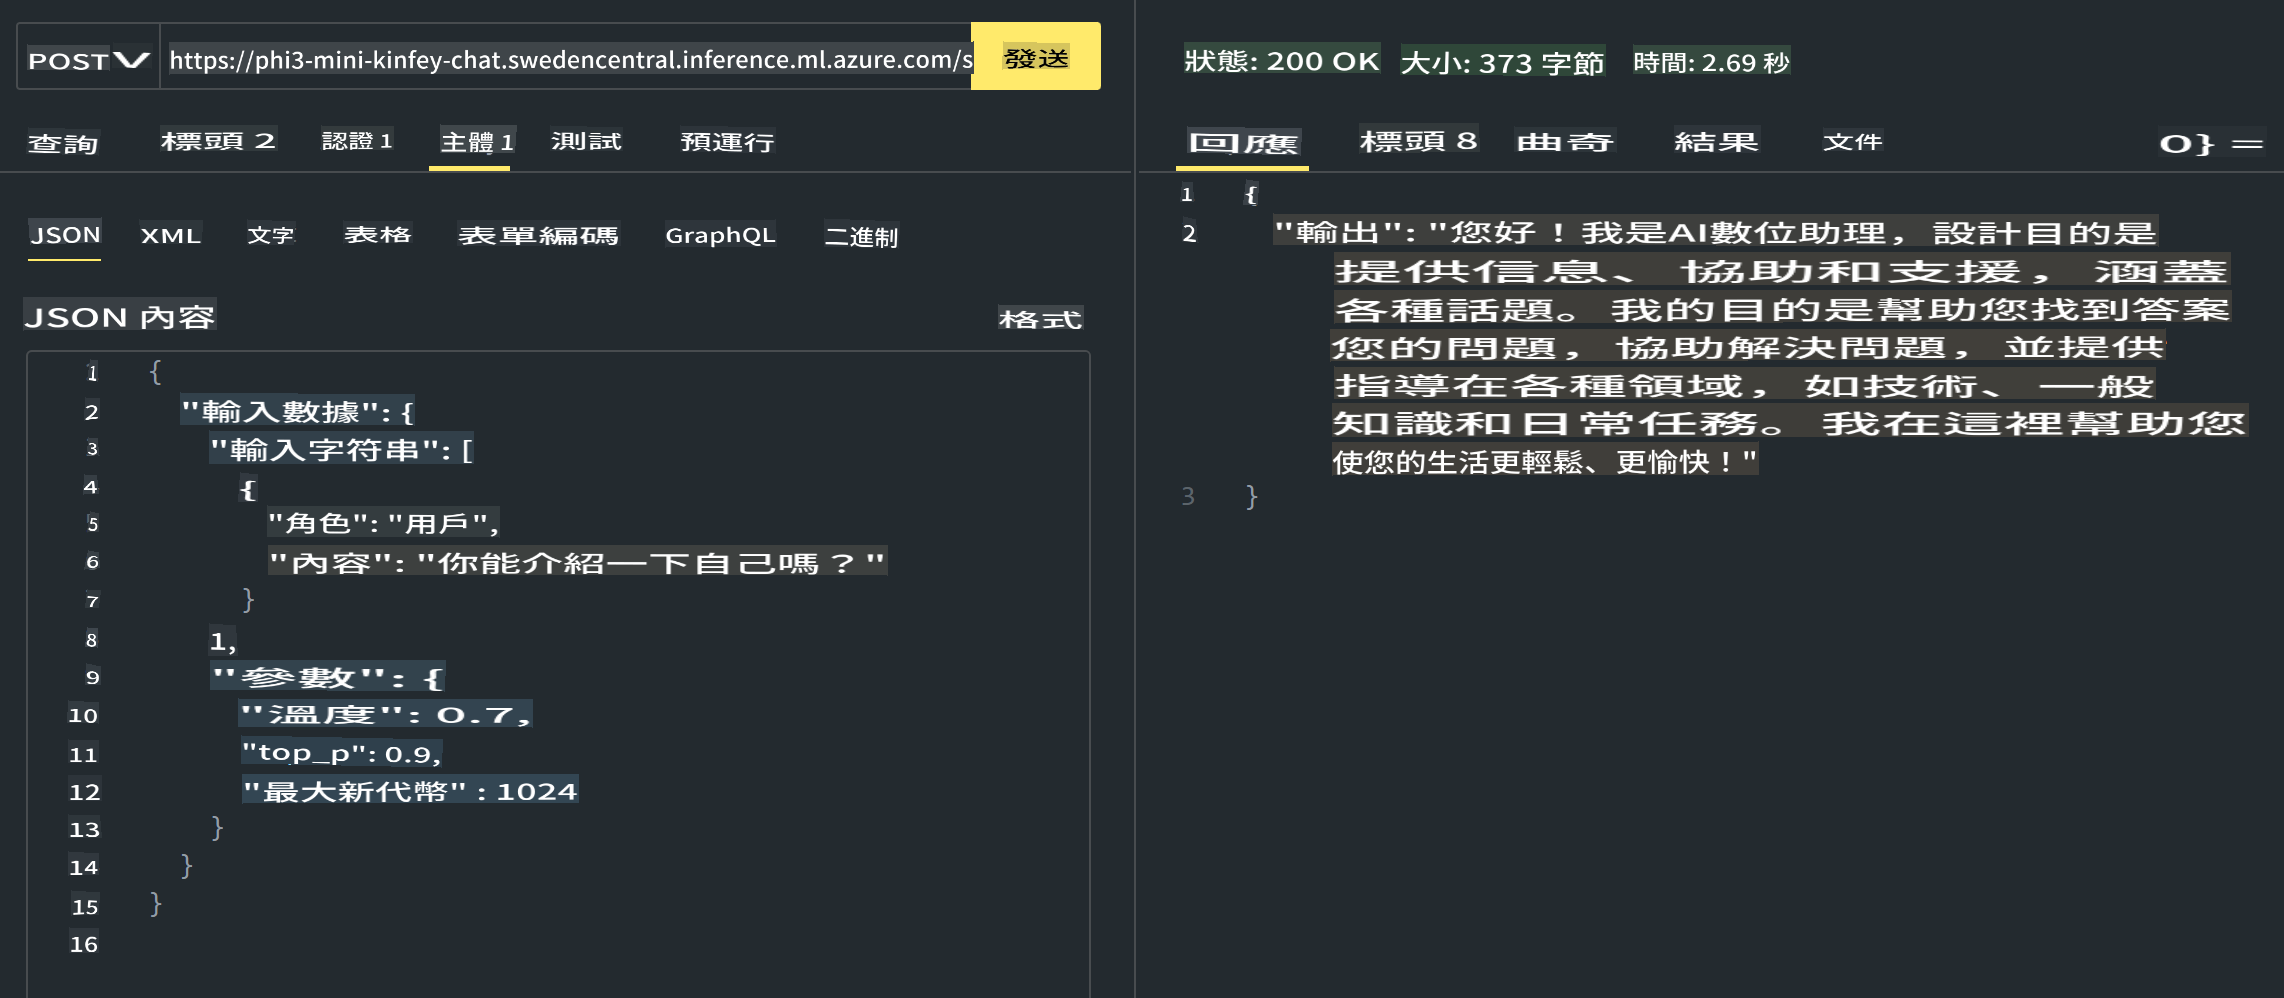 POST
https://phi3-mini-kinfey-chat.swedencentral.inference.ml.azure.com/s
發送
查詢 標頭 2 認證 1 主體 1 測試 預運行
JSON XML 文字 表格 表單編碼 GraphQL 二進制
JSON 內容 格式
1 {
2 "輸入數據": {
3 "輸入字符串": [
4 {
5 "角色": "用戶",
6 "內容": "你能介紹一下自己嗎？"
7 }
8 1,
9 "參數": {
10 "溫度": 0.7,
11 "top_p": 0.9,
12 "最大新代幣" : 1024
13 }
14 }
15 }
16
狀態: 200 OK 大小: 373 字節 時間: 2.69 秒
回應 標頭 8 曲奇 結果 文件 O} =
1 {
2 "輸出": "您好！我是AI數位助理，設計目的是
提供信息、協助和支援，涵蓋
各種話題。我的目的是幫助您找到答案
您的問題，協助解決問題，並提供
指導在各種領域，如技術、一般
知識和日常任務。我在這裡幫助您
使您的生活更輕鬆、更愉快！"
3 }